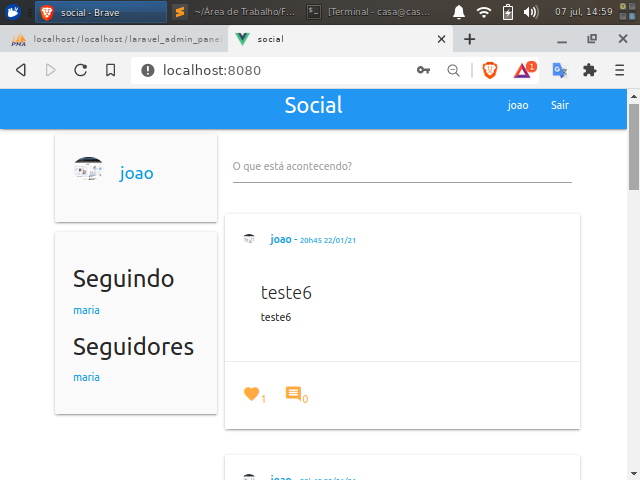 social - Brave
~/Área de Trabalho/F...
[Terminal - casa@cas...
07 jul, 14:59
localhost / localhost / laravel_admin_panel
social
localhost:8080
1
Social
joao
Sair
joao
O que está acontecendo?
joao - 20h45 22/01/21
teste6
teste6
Seguindo
maria
Seguidores
maria
1
0
joao